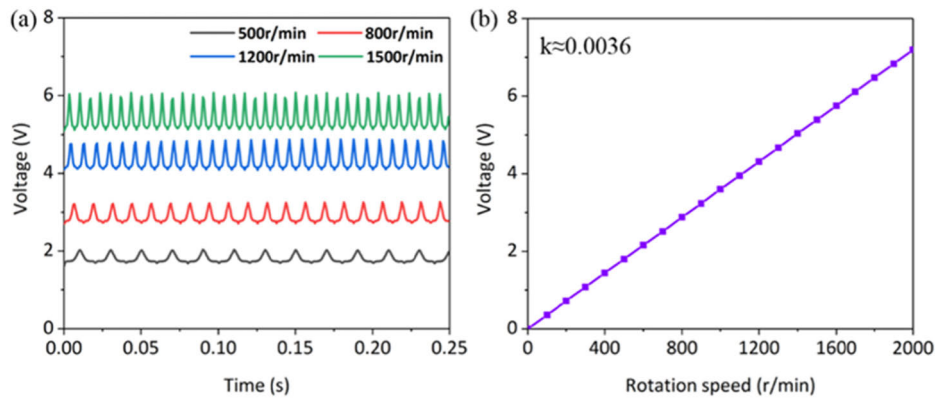 (a)
8
6
4
2
0
Voltage (V)
500r/min 800r/min
1200r/min 1500r/min
0.00 0.05 0.10 0.15 0.20 0.25
Time (s)
(b)
8
6
4
2
0
Voltage (V)
k≈0.0036
0 400 800 1200 1600 2000
Rotation speed (r/min)